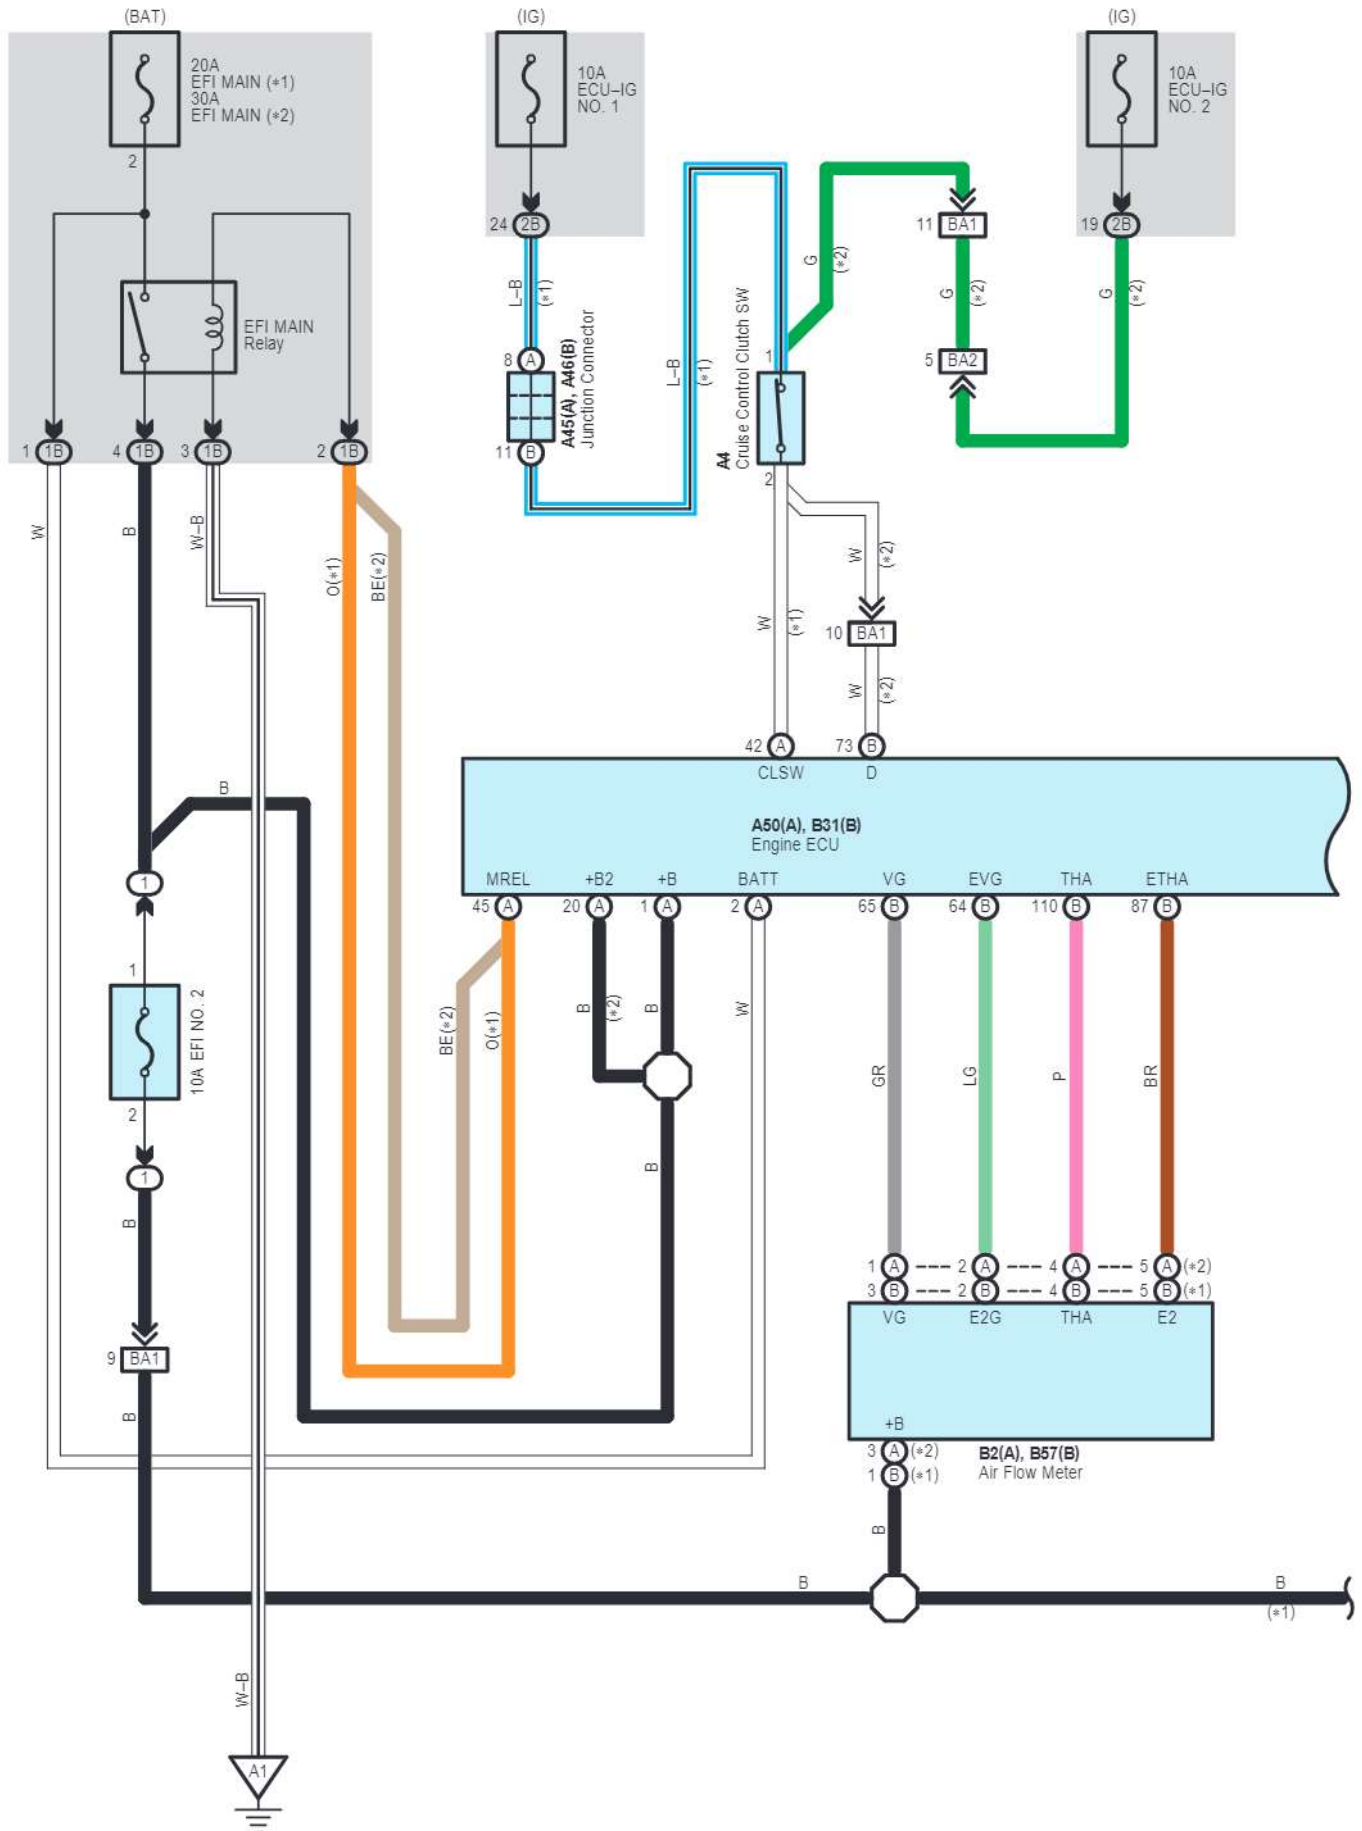 (BAT)
(IG)
(IG)
20A
EFI MAIN (*1)
30A
EFI MAIN (*2)
10A
ECU–IG
NO. 1
10A
ECU–IG
NO. 2
2
24 2B
11 BA1
19 2B
G
(*2)
L–B
(*1)
G
(*2)
G
(*2)
EFI MAIN
Relay
8 A
A45(A), A46(B)
Junction Connector
11 B
L–B
(*1)
1
A4
Cruise Control Clutch SW
2
5 BA2
1 1B
4 1B
3 1B
2 1B
W
B
W–B
O(*1)
BE(*2)
W
(*2)
W
(*1)
10 BA1
W
(*2)
42 A
73 B
CLSW
D
B
A50(A), B31(B)
Engine ECU
MREL
+B2
+B
BATT
VG
EVG
THA
ETHA
45 A
20 A
1 A
2 A
65 B
64 B
110 B
87 B
1
1
10A EFI NO. 2
2
1
BE(*2)
O(*1)
B
(*2)
B
W
GR
LG
P
BR
B
B
1 A
2 A
4 A
5 A (*2)
3 B
2 B
4 B
5 B (*1)
VG
E2G
THA
E2
9 BA1
B
+B
3 A (*2)
1 B (*1)
B2(A), B57(B)
Air Flow Meter
B
B
B
(*1)
W–B
A1